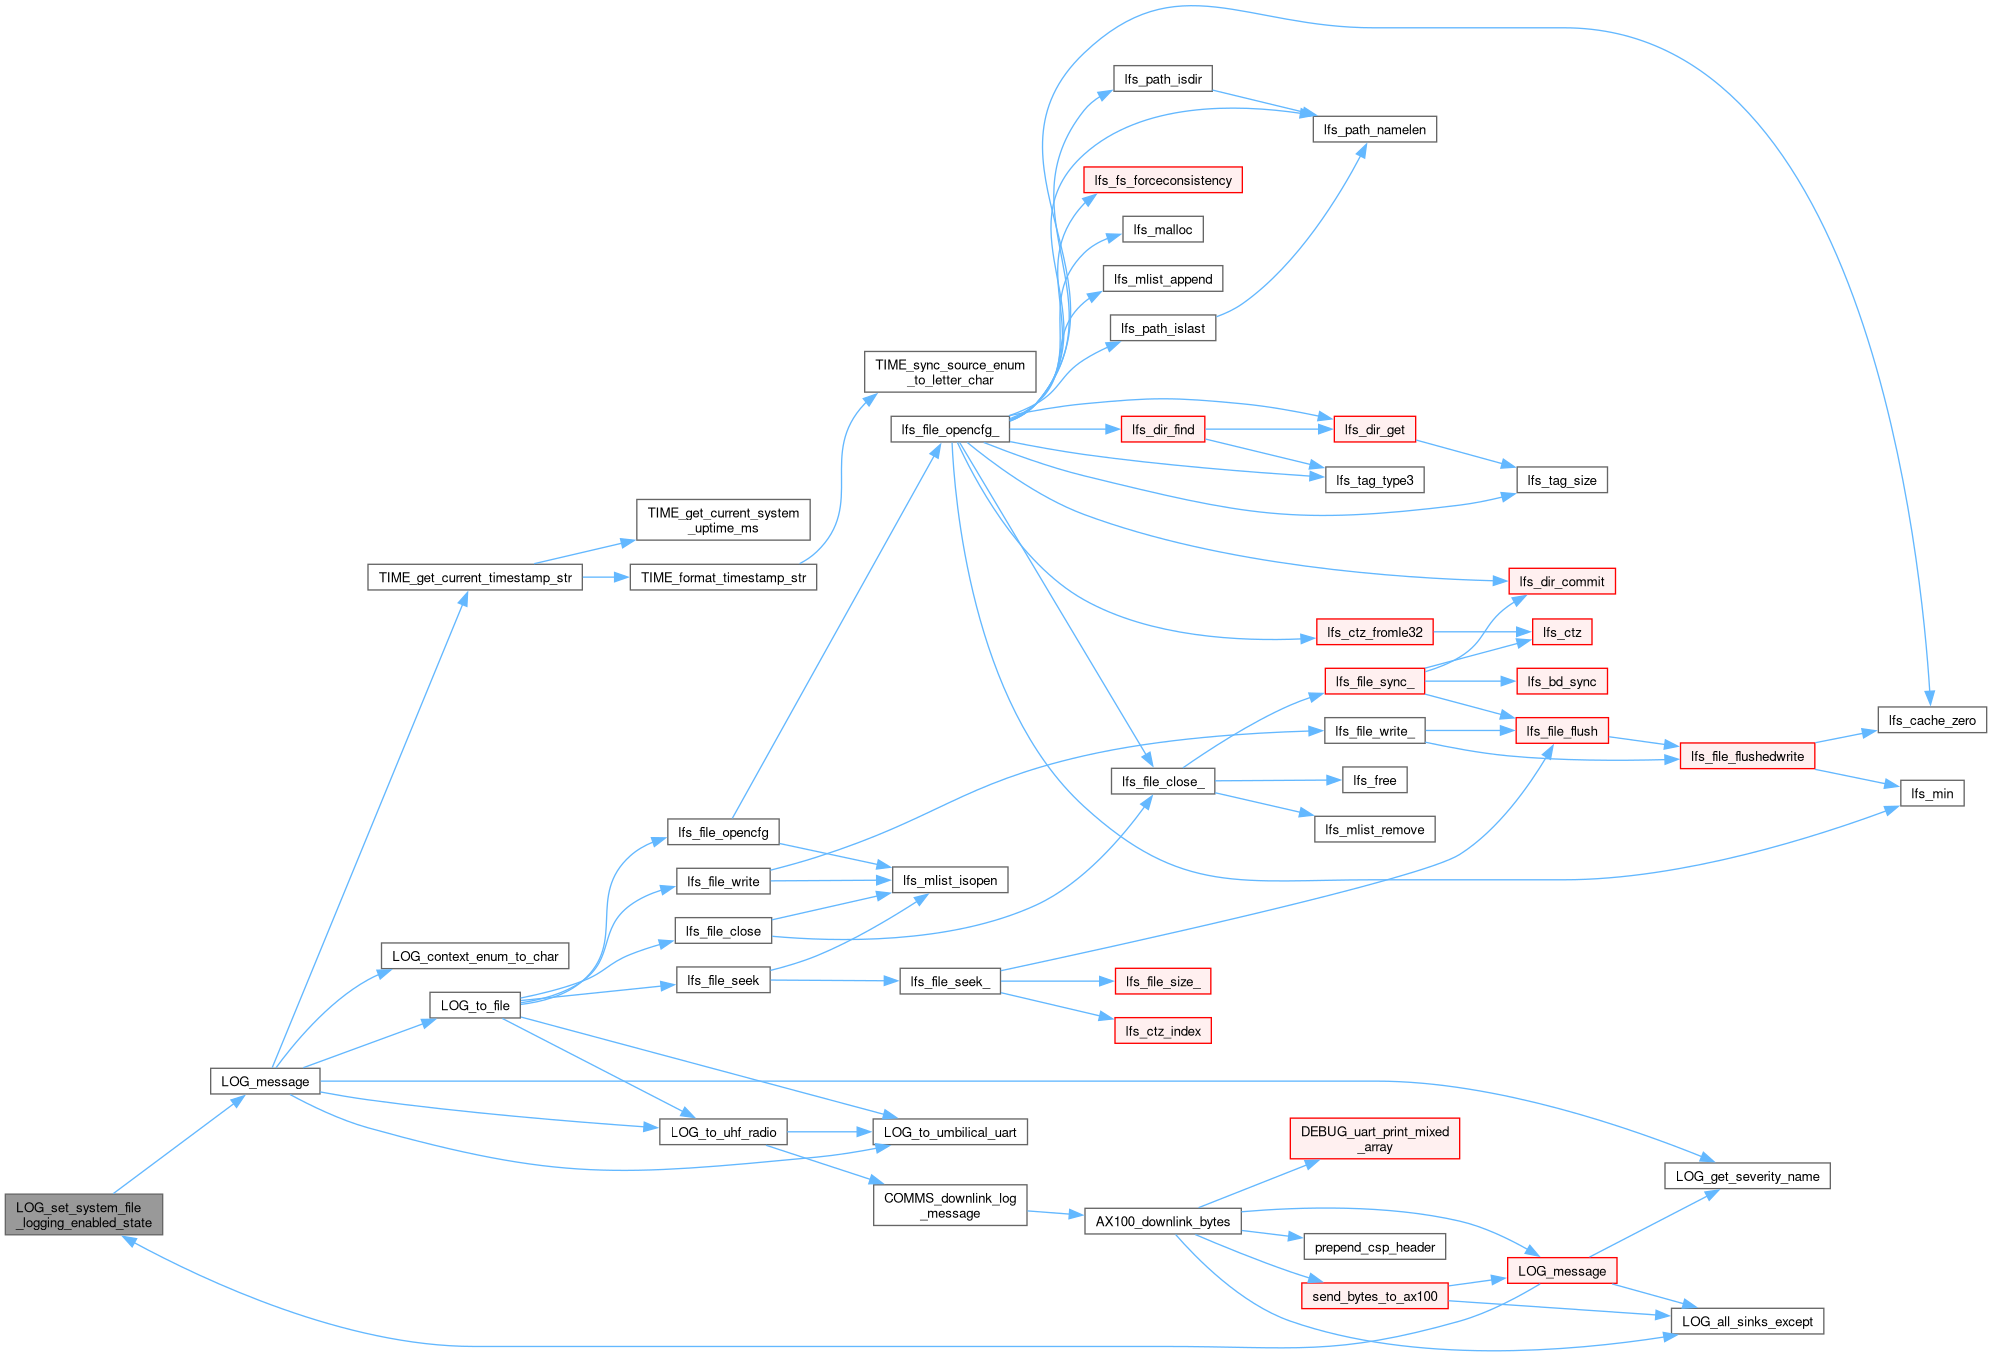 lfs_path_isdir
lfs_path_namelen
lfs_fs_forceconsistency
lfs_malloc
lfs_mlist_append
lfs_path_islast
TIME_sync_source_enum
_to_letter_char
lfs_file_opencfg_
lfs_dir_find
lfs_dir_get
lfs_tag_type3
lfs_tag_size
TIME_get_current_system
_uptime_ms
TIME_get_current_timestamp_str
TIME_format_timestamp_str
lfs_dir_commit
lfs_ctz_fromle32
lfs_ctz
lfs_file_sync_
lfs_bd_sync
lfs_cache_zero
lfs_file_write_
lfs_file_flush
lfs_file_flushedwrite
lfs_file_close_
lfs_free
lfs_min
lfs_mlist_remove
lfs_file_opencfg
lfs_file_write
lfs_mlist_isopen
lfs_file_close
LOG_context_enum_to_char
lfs_file_seek
lfs_file_seek_
lfs_file_size_
LOG_to_file
lfs_ctz_index
LOG_message
LOG_to_uhf_radio
LOG_to_umbilical_uart
DEBUG_uart_print_mixed
_array
LOG_get_severity_name
COMMS_downlink_log
_message
LOG_set_system_file
_logging_enabled_state
AX100_downlink_bytes
prepend_csp_header
LOG_message
send_bytes_to_ax100
LOG_all_sinks_except